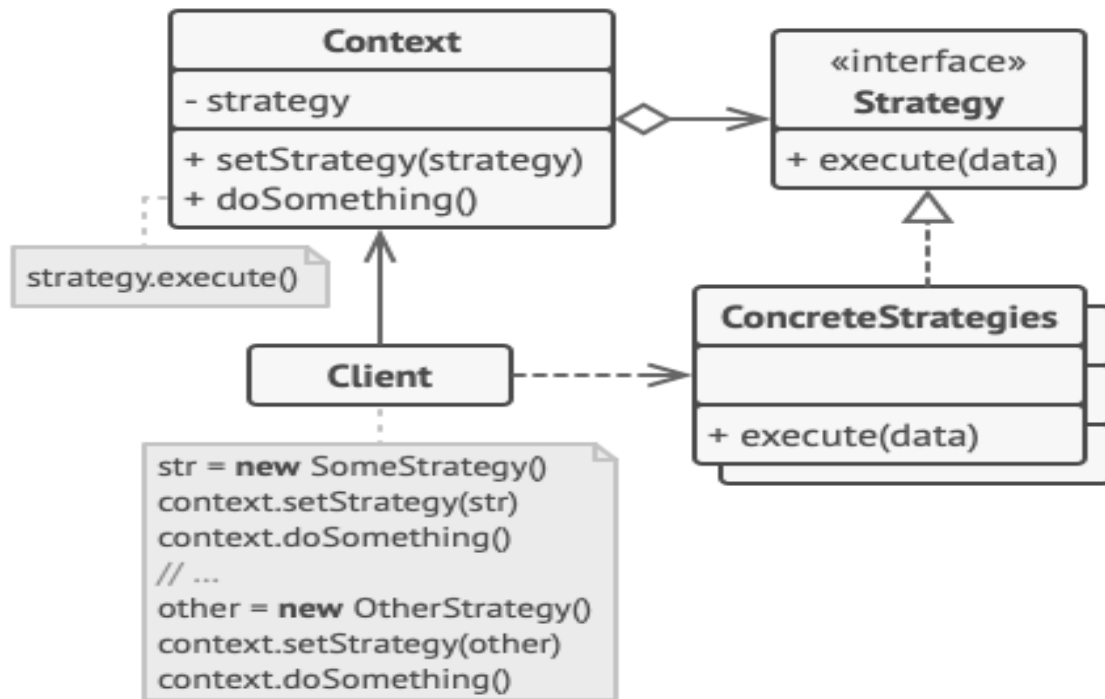 Context
- strategy
+ setStrategy(strategy)
+ doSomething()
«interface»
Strategy
+ execute(data)
strategy.execute()
ConcreteStrategies
+ execute(data)
Client
str = new SomeStrategy()
context.setStrategy(str)
context.doSomething()
// ...
other = new OtherStrategy()
context.setStrategy(other)
context.doSomething()